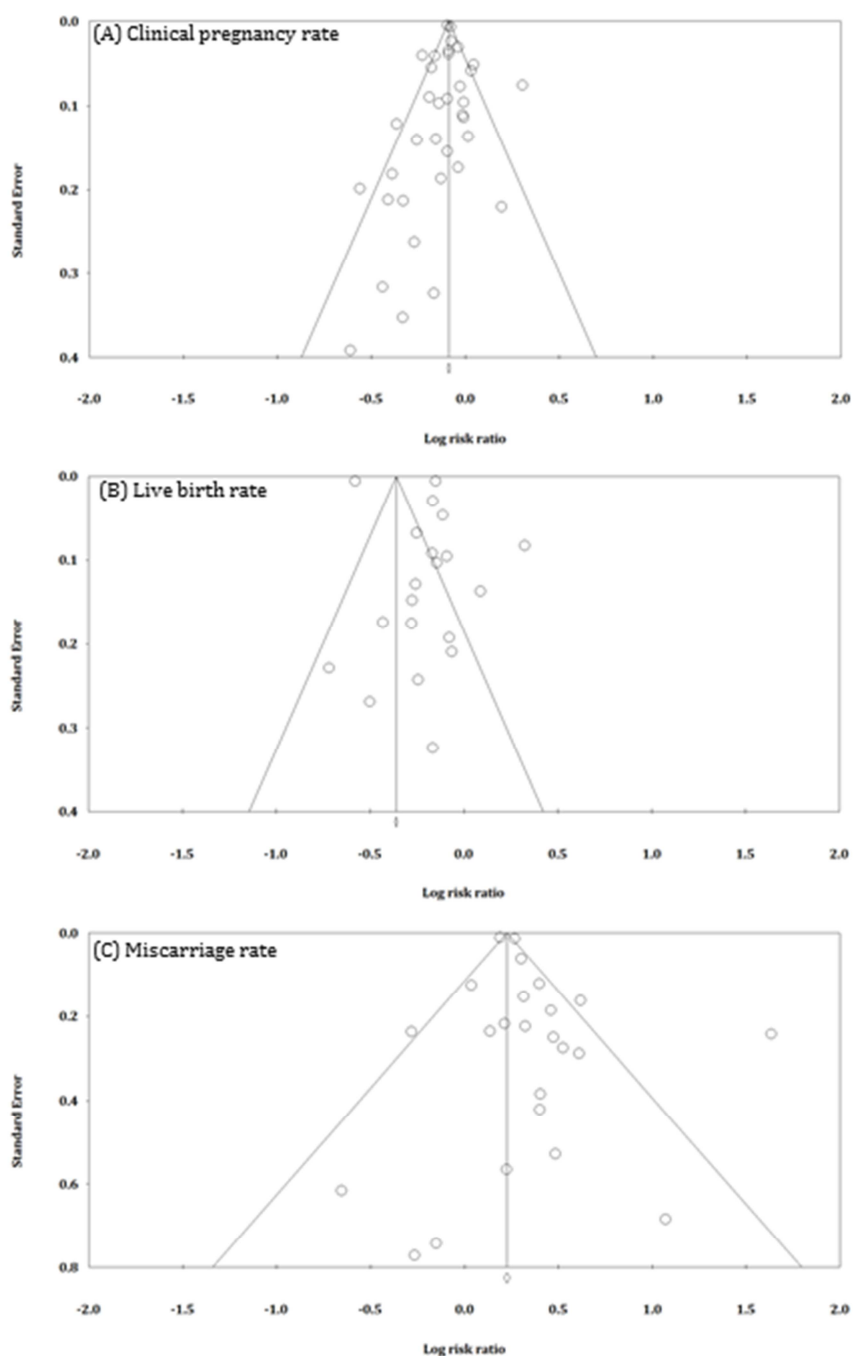 (A) Clinical pregnancy rate
0.0
0.1
0.2
0.3
0.4
Standard Error
-2.0 -1.5 -1.0 -0.5 0.0 0.5 1.0 1.5 2.0
Log risk ratio
(B) Live birth rate
0.0
0.1
0.2
0.3
0.4
Standard Error
-2.0 -1.5 -1.0 -0.5 0.0 0.5 1.0 1.5 2.0
Log risk ratio
(C) Miscarriage rate
0.0
0.2
0.4
0.6
0.8
Standard Error
-2.0 -1.5 -1.0 -0.5 0.0 0.5 1.0 1.5 2.0
Log risk ratio